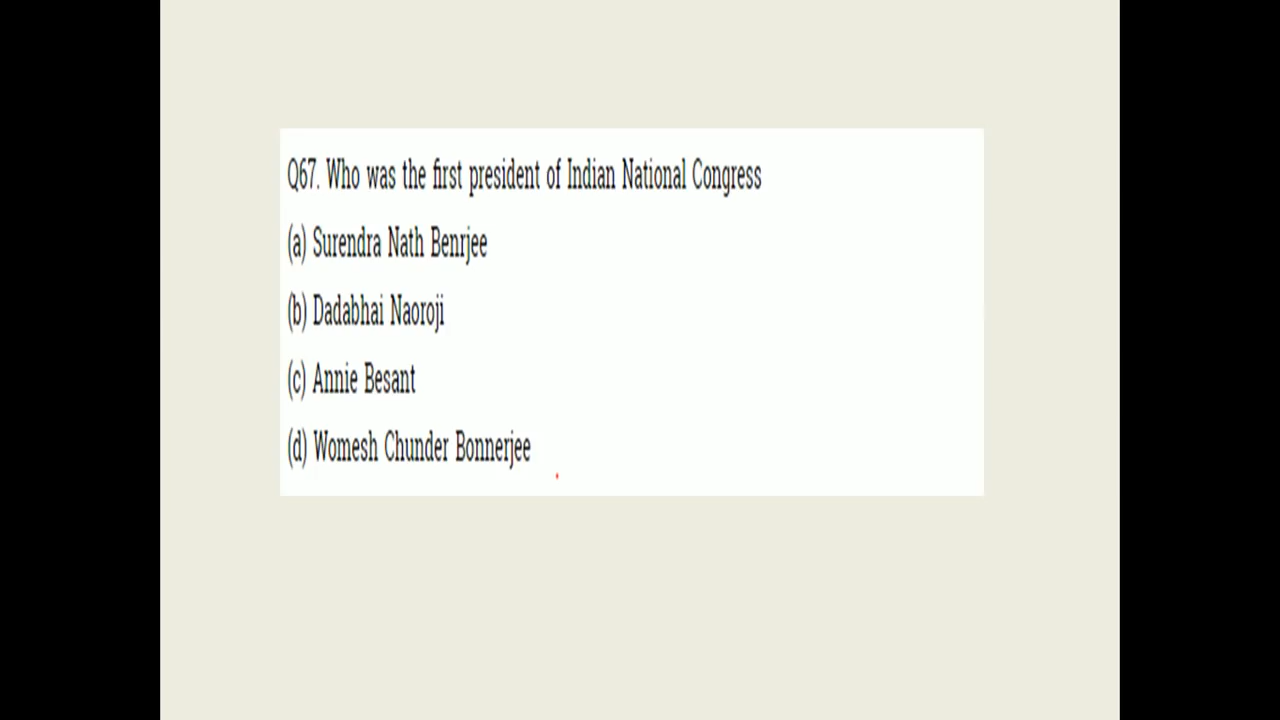 Q67. Who was the first president of Indian National Congress
(a) Surendra Nath Benrjee
(b) Dadabhai Naoroji
(c) Annie Besant
(d) Womesh Chunder Bonnerjee